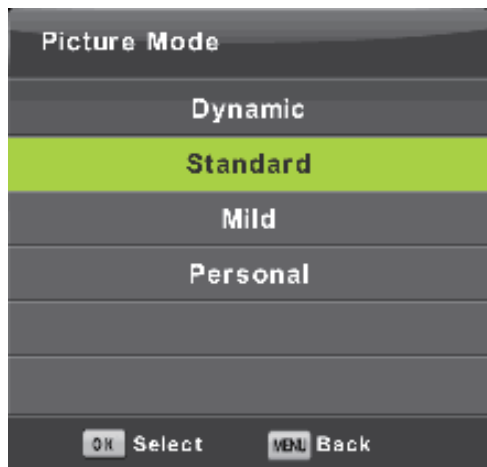 Picture Mode
Dynamic
Standard
Mild
Personal
OK Select MENU Back